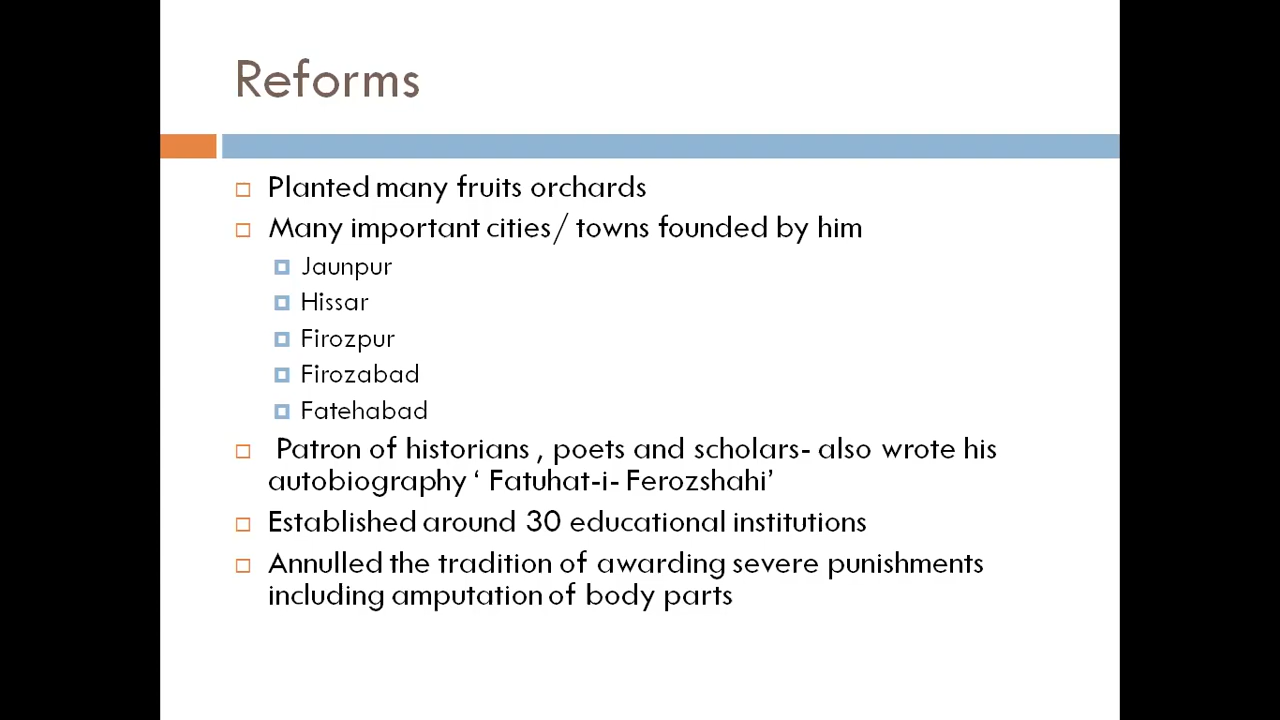 Reforms
Planted many fruits orchards
Many important cities/ towns founded by him
Jaunpur
Hissar
Firozpur
Firozabad
Fatehabad
Patron of historians , poets and scholars- also wrote his
autobiography ‘ Fatuhat-i- Ferozshahi’
Established around 30 educational institutions
Annulled the tradition of awarding severe punishments
including amputation of body parts